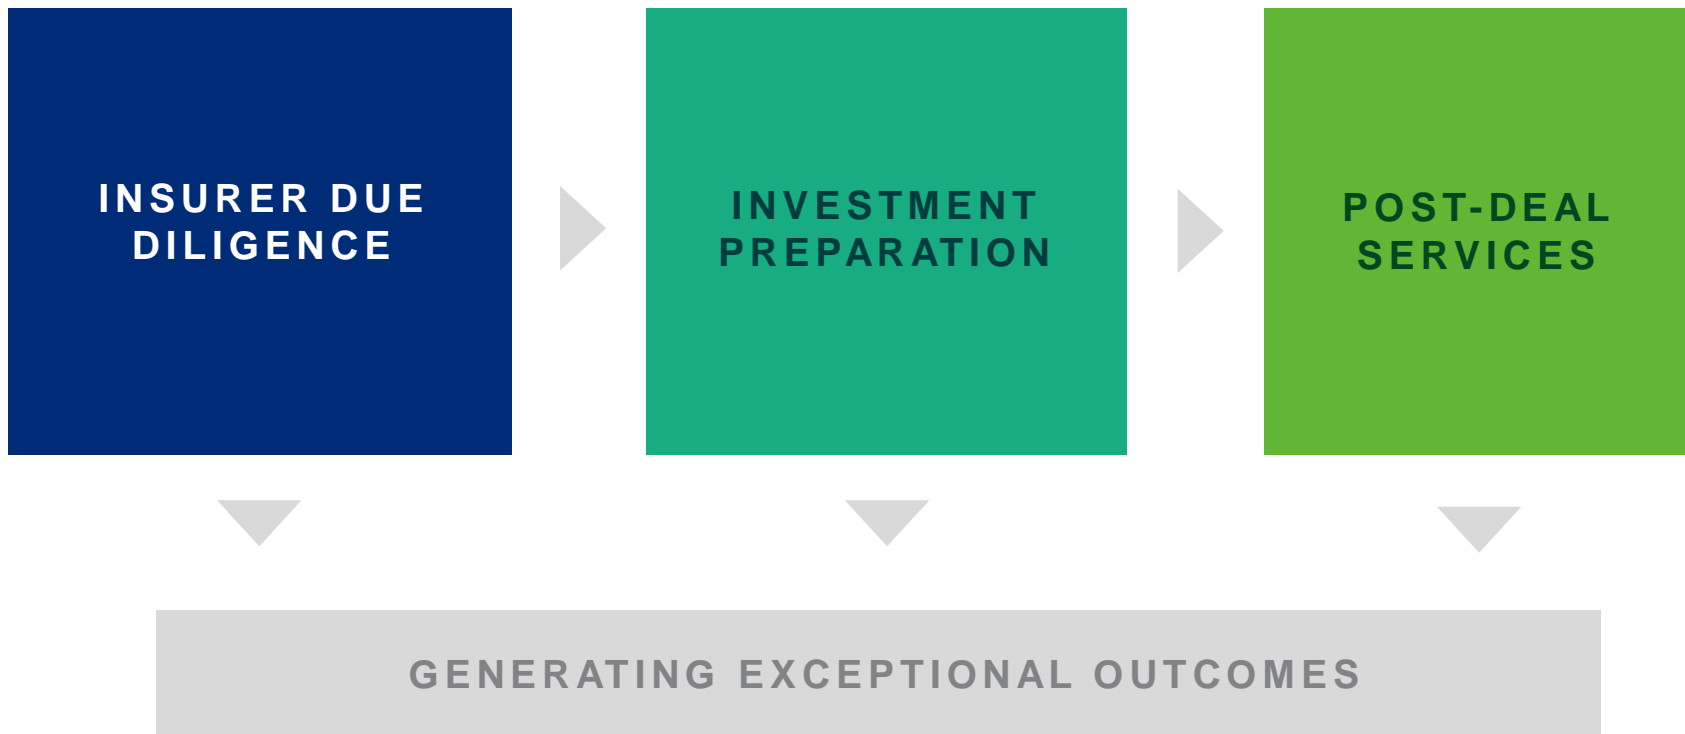 INSURER DUE
DILIGENCE
INVESTMENT
PREPARATION
POST-DEAL
SERVICES
GENERATING EXCEPTIONAL OUTCOMES